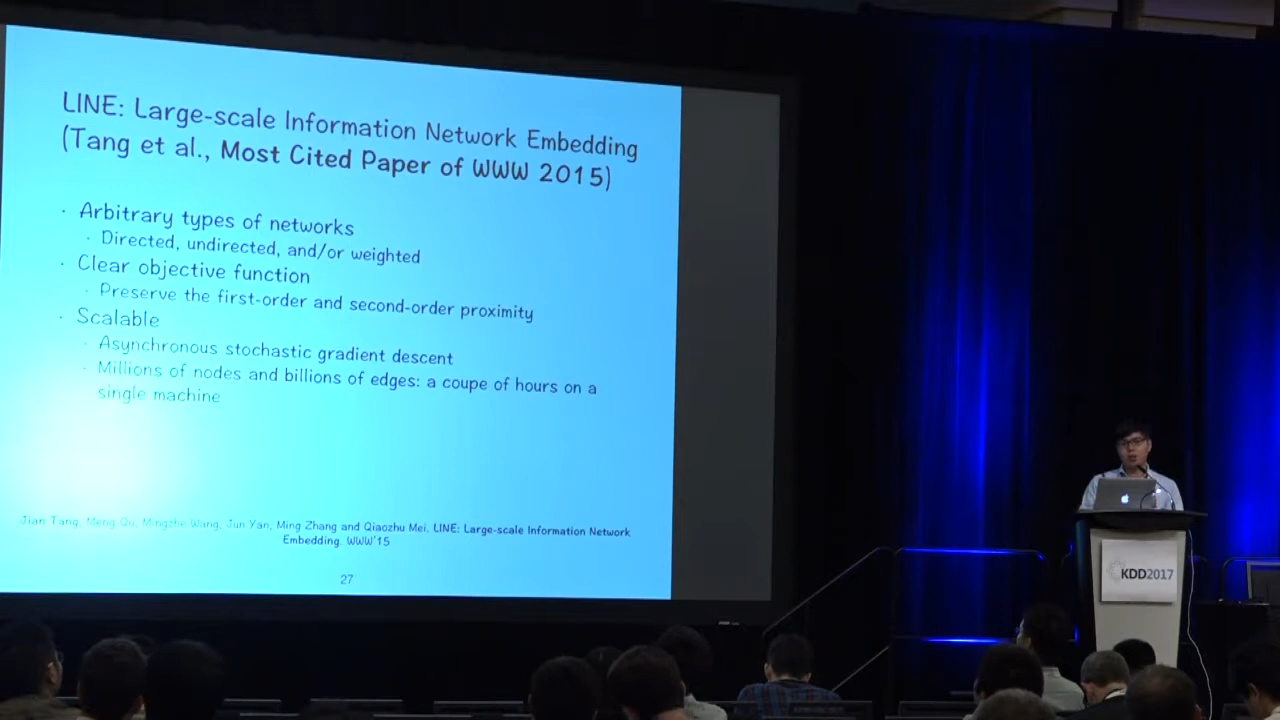 LINE: Large-scale Information Network Embedding
(Tang et al., Most Cited Paper of WWW 2015)
· Arbitrary types of networks
· Directed, undirected, and/or weighted
· Clear objective function
· Preserve the first-order and second-order proximity
· Scalable
· Asynchronous stochastic gradient descent
· Millions of nodes and billions of edges: a coupe of hours on a
single machine
Jian Tang, Meng Qu, Mingzhe Wang, Jun Yan, Ming Zhang and Qiaozhu Mei. LINE: Large-scale Information Network
Embedding. WWW'15
27
KDD2017